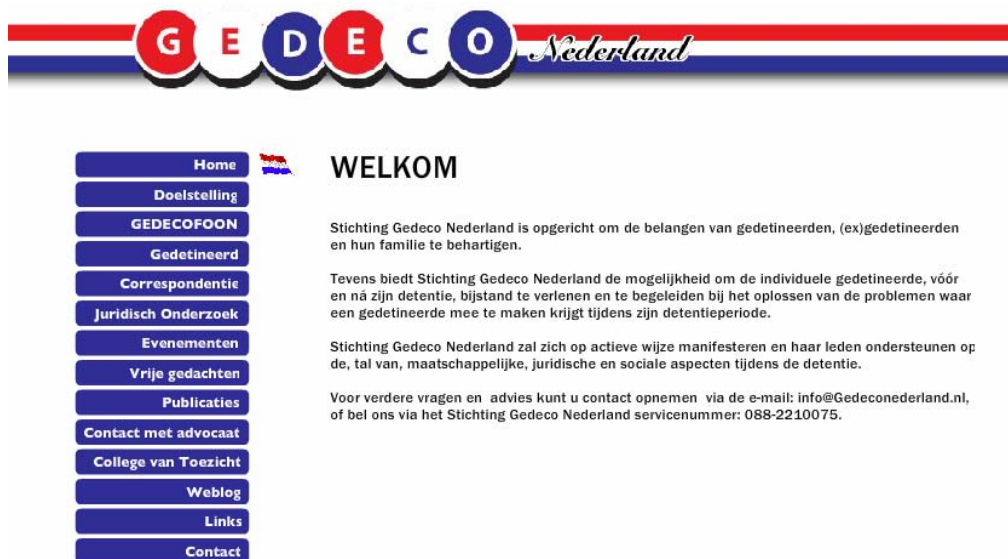 GEDECO Nederland
Home
Doelstelling
GEDECOFOON
Gedetineerd
Correspondentie
Juridisch Onderzoek
Evenementen
Vrije gedachten
Publicaties
Contact met advocaat
College van Toezicht
Weblog
Links
Contact
WELKOM
Stichting Gedeco Nederland is opgericht om de belangen van gedetineerden, (ex)gedetineerden
en hun familie te behartigen.
Tevens biedt Stichting Gedeco Nederland de mogelijkheid om de individuele gedetineerde, vóór
en ná zijn detentie, bijstand te verlenen en te begeleiden bij het oplossen van de problemen waar
een gedetineerde mee te maken krijgt tijdens zijn detentieperiode.
Stichting Gedeco Nederland zal zich op actieve wijze manifesteren en haar leden ondersteunen op
de, tal van, maatschappelijke, juridische en sociale aspecten tijdens de detentie.
Voor verdere vragen en advies kunt u contact opnemen via de e-mail: info@Gedeconederland.nl,
of bel ons via het Stichting Gedeco Nederland servicenummer: 088-2210075.